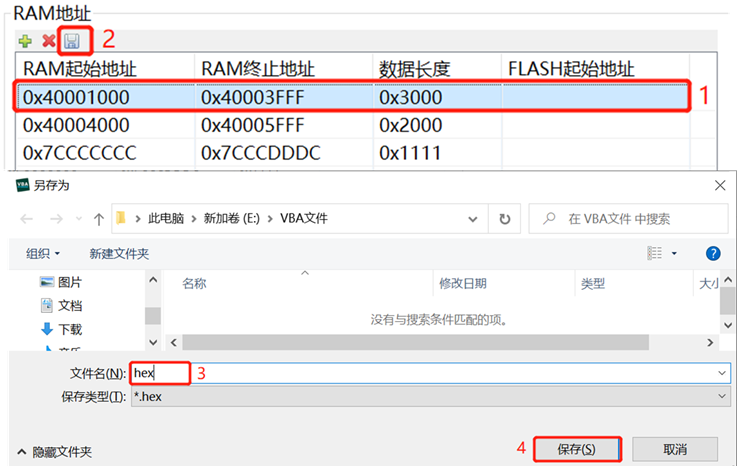 RAM地址
2
RAM起始地址 RAM终止地址 数据长度 FLASH起始地址
0x40001000 0x40003FFF 0x3000 1
0x40004000 0x40005FFF 0x2000
0x7CCCCCCC 0x7CCCDDDC 0x1111
VBA 另存为
此电脑 新加卷 (E:) VBA文件 在 VBA文件 中搜索
组织 新建文件夹
图片 名称 修改日期 类型 大小
文档 没有与搜索条件匹配的项。
下载
文件名(N): hex 3
保存类型(T): *.hex
隐藏文件夹 4 保存(S) 取消